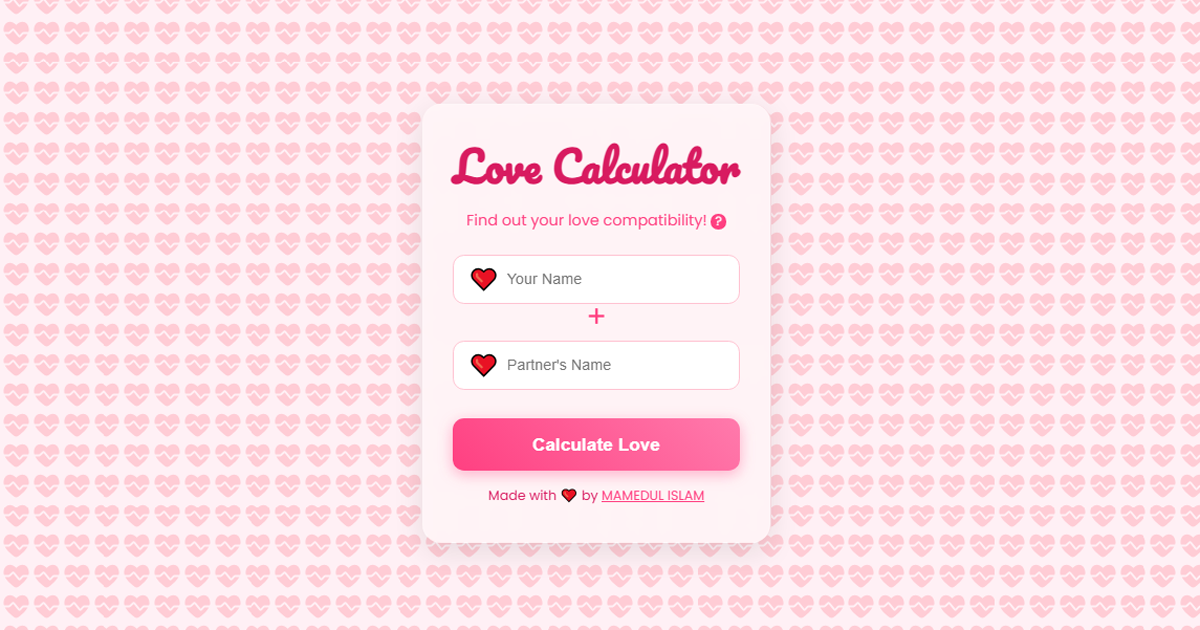 Love Calculator
Find out your love compatibility! ?
Your Name
+
Partner's Name
Calculate Love
Made with ❤️ by MAMEDUL ISLAM